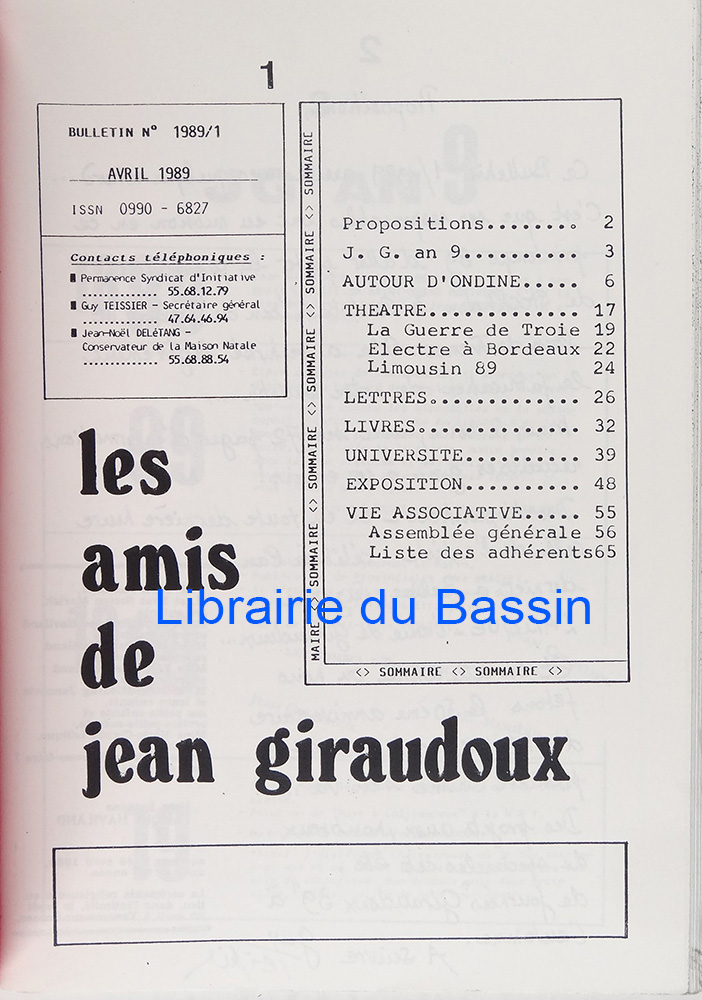 1
BULLETIN N° 1989/1
AVRIL 1989
ISSN 0990 - 6827
Contacts téléphoniques :
Permanence Syndicat d'Initiative
............. 55.68.12.79
Guy TEISSIER - Secrétaire général
............. 47.64.46.94
Jean-Noël DELéTANG -
Conservateur de la Maison Natale
............. 55.68.88.54
MAIRE <> SOMMAIRE <> SOMMAIRE <> SOMMAIRE <> SOMMAIRE <> SOMMAIRE
Propositions........ 2
J. G. an 9........... 3
AUTOUR D'ONDINE..... 6
THEATRE............. 17
La Guerre de Troie 19
Electre à Bordeaux 22
Limousin 89 24
LETTRES............. 26
LIVRES.............. 32
UNIVERSITE.......... 39
EXPOSITION.......... 48
VIE ASSOCIATIVE..... 55
Assemblée générale 56
Liste des adhérents65
<> SOMMAIRE <> SOMMAIRE <>
les
amis
de
jean giraudoux
Librairie du Bassin